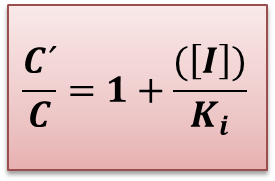 C′/C = 1 + ([I])/K_i